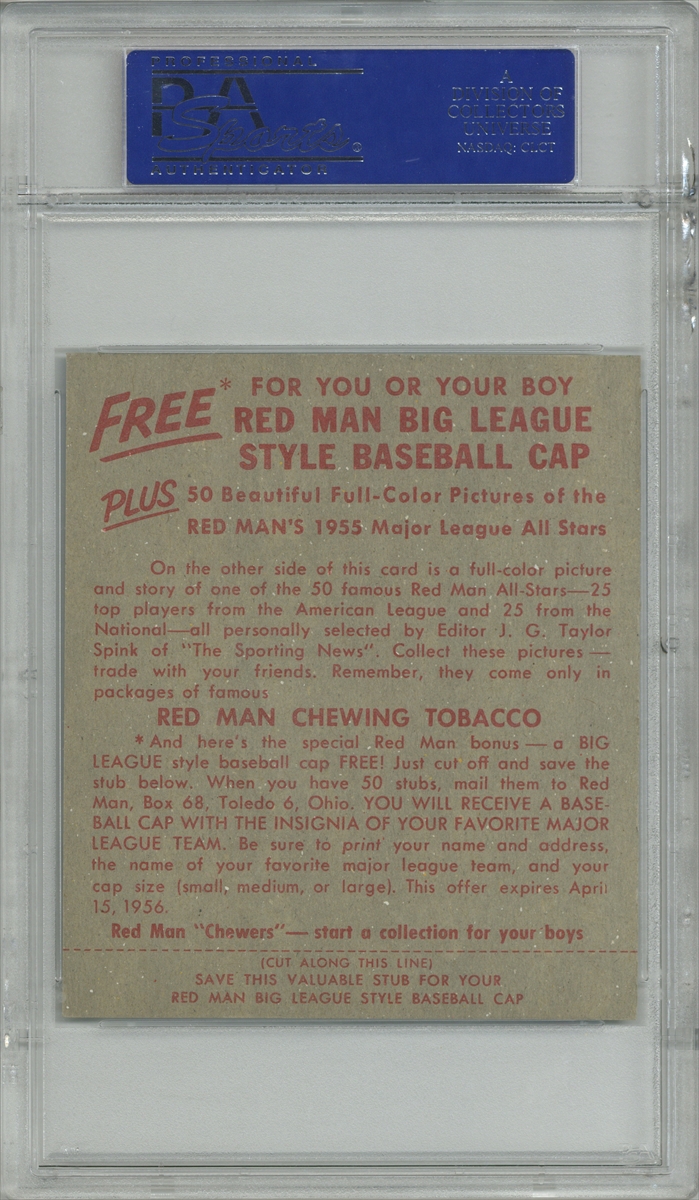 PROFESSIONAL
PSA
Sports
AUTHENTICATOR
A
DIVISION OF
COLLECTORS
UNIVERSE
NASDAQ: CLCT
FREE* FOR YOU OR YOUR BOY
RED MAN BIG LEAGUE
STYLE BASEBALL CAP
PLUS 50 Beautiful Full-Color Pictures of the
RED MAN'S 1955 Major League All Stars
On the other side of this card is a full-color picture
and story of one of the 50 famous Red Man All-Stars—25
top players from the American League and 25 from the
National—all personally selected by Editor J. G. Taylor
Spink of "The Sporting News". Collect these pictures —
trade with your friends. Remember, they come only in
packages of famous
RED MAN CHEWING TOBACCO
*And here's the special Red Man bonus — a BIG
LEAGUE style baseball cap FREE! Just cut off and save the
stub below. When you have 50 stubs, mail them to Red
Man, Box 68, Toledo 6, Ohio. YOU WILL RECEIVE A BASE-
BALL CAP WITH THE INSIGNIA OF YOUR FAVORITE MAJOR
LEAGUE TEAM. Be sure to print your name and address,
the name of your favorite major league team, and your
cap size (small, medium, or large). This offer expires April
15, 1956.
Red Man "Chewers"— start a collection for your boys
(CUT ALONG THIS LINE)
SAVE THIS VALUABLE STUB FOR YOUR
RED MAN BIG LEAGUE STYLE BASEBALL CAP